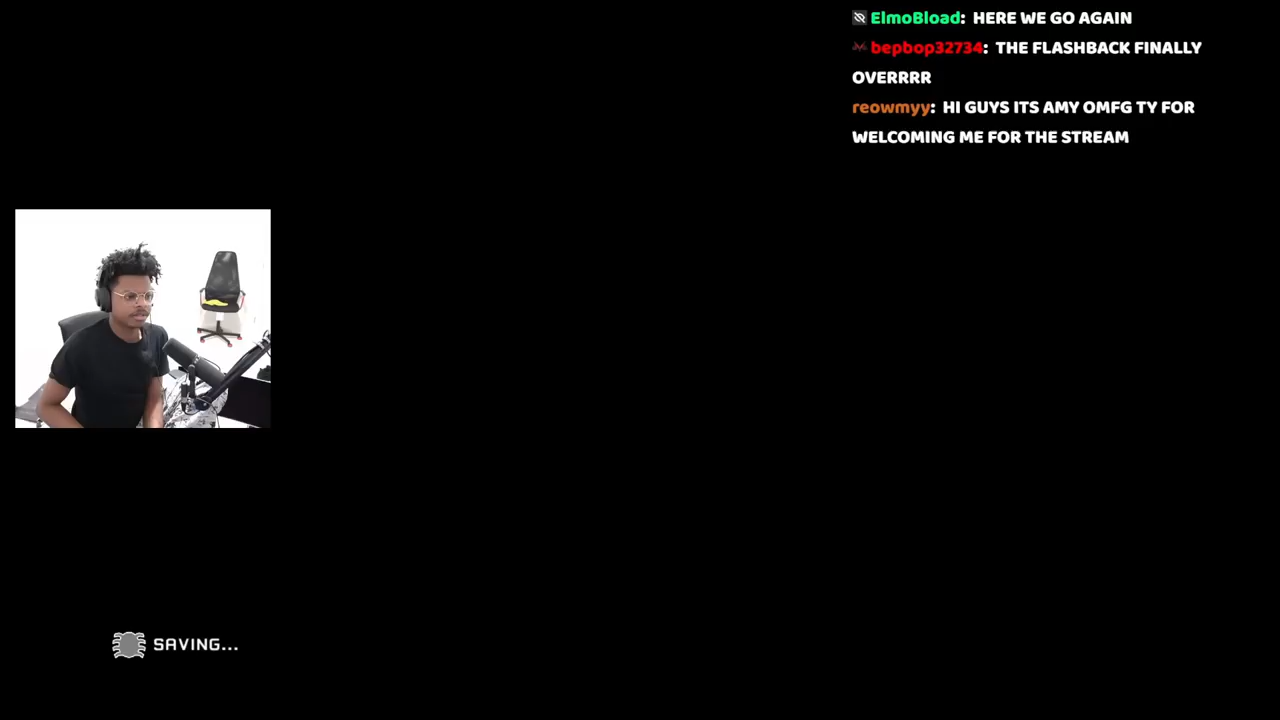 ElmoBload: HERE WE GO AGAIN
bepbop32734: THE FLASHBACK FINALLY
OVERRRR
reowmyy: HI GUYS ITS AMY OMFG TY FOR
WELCOMING ME FOR THE STREAM
SAVING...